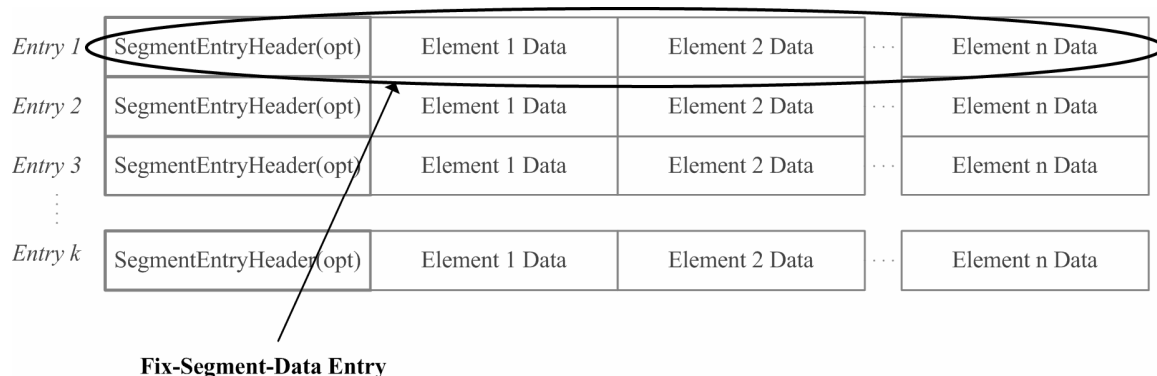 Entry 1 SegmentEntryHeader(opt) Element 1 Data Element 2 Data .... Element n Data
Entry 2 SegmentEntryHeader(opt) Element 1 Data Element 2 Data ... Element n Data
Entry 3 SegmentEntryHeader(opt) Element 1 Data Element 2 Data ... Element n Data
Entry k SegmentEntryHeader(opt) Element 1 Data Element 2 Data ... Element n Data
Fix-Segment-Data Entry